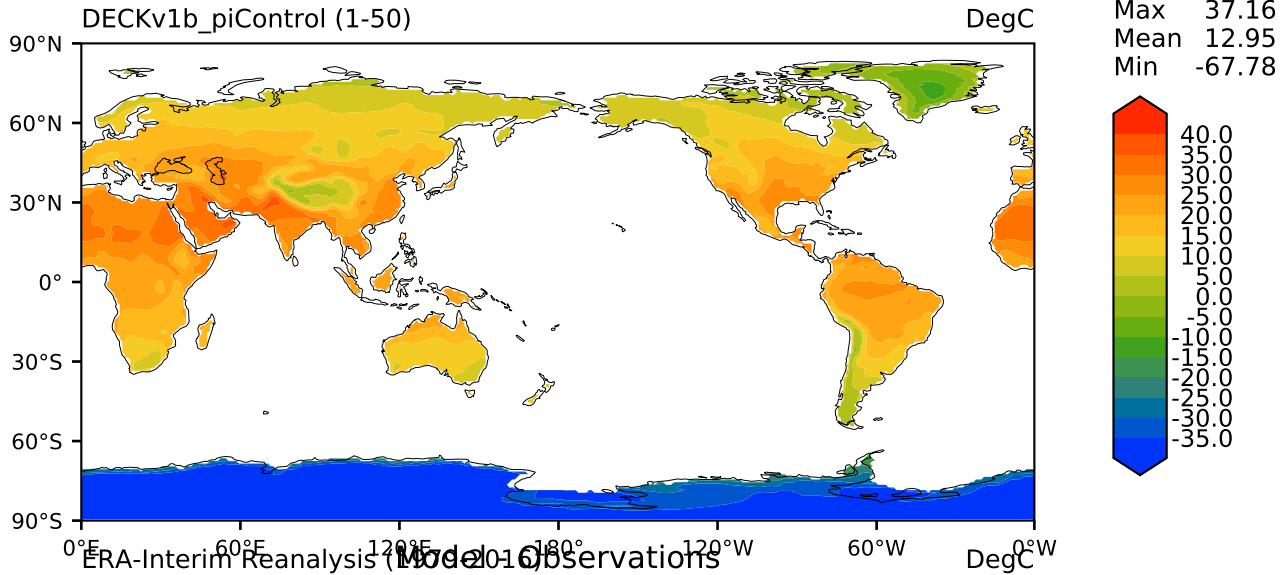 DECKv1b_piControl (1-50) DegC
Max 37.16
Mean 12.95
Min -67.78
90°N
60°N
30°N
0°
30°S
60°S
90°S
40.0
35.0
30.0
25.0
20.0
15.0
10.0
5.0
0.0
-5.0
-10.0
-15.0
-20.0
-25.0
-30.0
-35.0
0°E 60°E 120°E 180° 120°W 60°W 0°W
ERA-Interim Reanalysis (1979-2016) DegC
Model - Observations